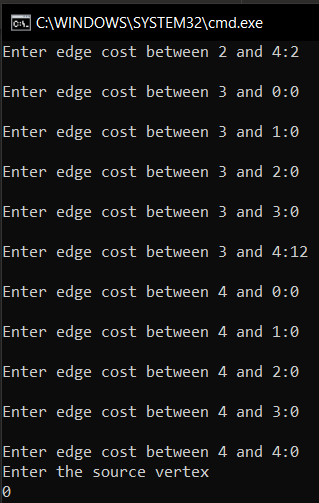 C:\WINDOWS\SYSTEM32\cmd.exe
Enter edge cost between 2 and 4:2
Enter edge cost between 3 and 0:0
Enter edge cost between 3 and 1:0
Enter edge cost between 3 and 2:0
Enter edge cost between 3 and 3:0
Enter edge cost between 3 and 4:12
Enter edge cost between 4 and 0:0
Enter edge cost between 4 and 1:0
Enter edge cost between 4 and 2:0
Enter edge cost between 4 and 3:0
Enter edge cost between 4 and 4:0
Enter the source vertex
0